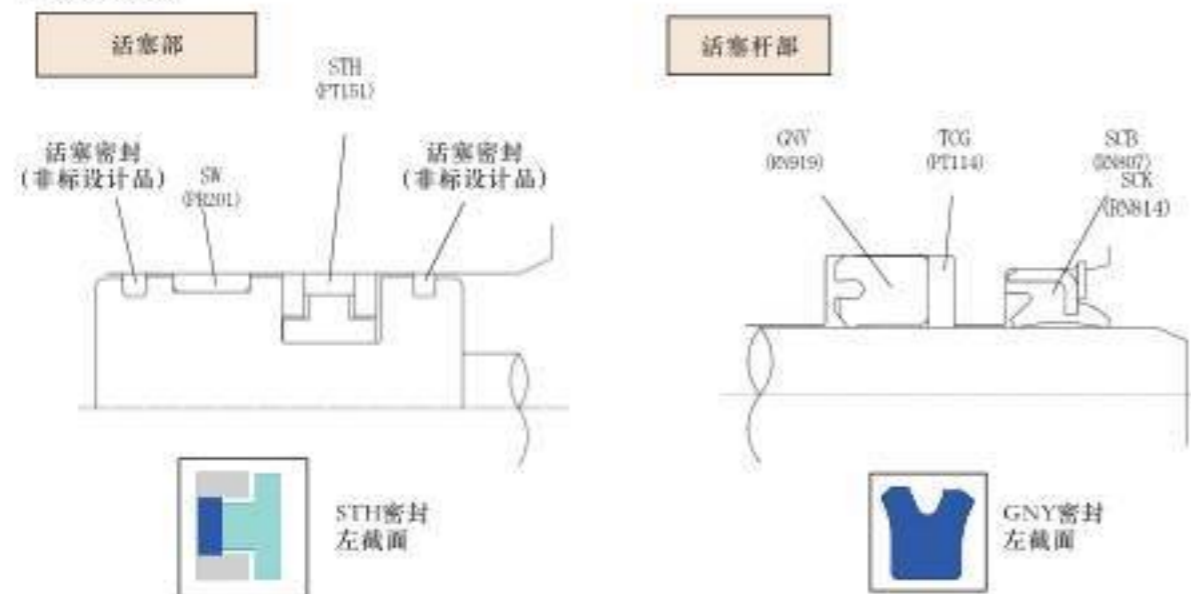 活塞部
STH
(PT151)
活塞密封
(非标设计品)
SW
(PR201)
活塞密封
(非标设计品)
STH密封
左截面
活塞杆部
GNY
(RN919)
TCG
(PT114)
SCB
(RN807)
SCK
(RN814)
GNY密封
左截面